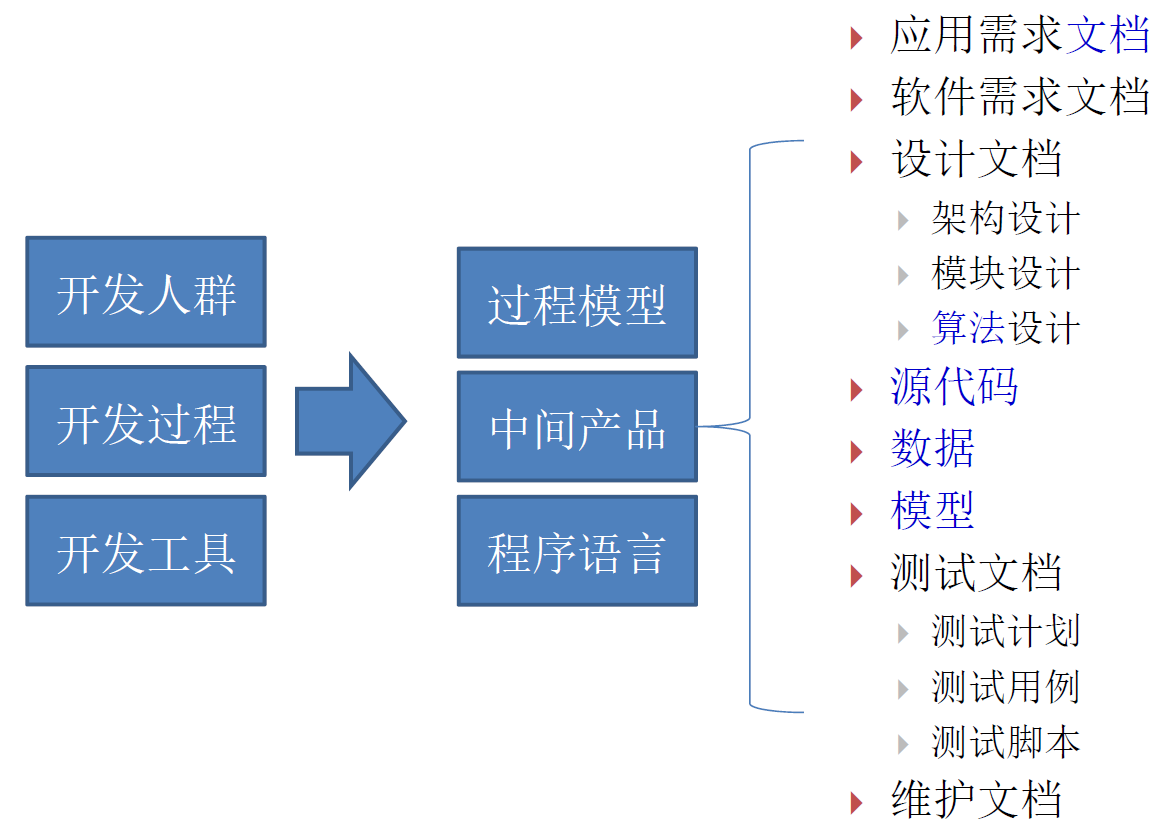 开发人群
开发过程
开发工具
过程模型
中间产品
程序语言
应用需求文档
软件需求文档
设计文档
架构设计
模块设计
算法设计
源代码
数据
模型
测试文档
测试计划
测试用例
测试脚本
维护文档